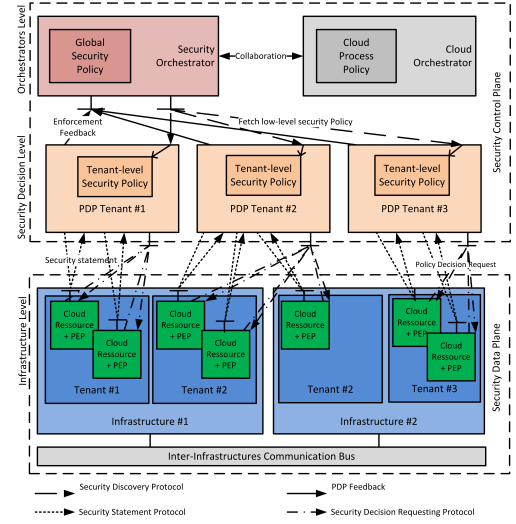 Orchestrators Level
Global
Security
Policy
Security
Orchestrator
Collaboration
Cloud
Process
Policy
Cloud
Orchestrator
Security Control Plane
Enforcement
Feedback
Fetch low-level security Policy
Security Decision Level
Tenant-level
Security Policy
PDP Tenant #1
Tenant-level
Security Policy
PDP Tenant #2
Tenant-level
Security Policy
PDP Tenant #3
Security statement
Policy Decision Request
Infrastructure Level
Cloud
Ressource
+ PEP
Cloud
Ressource
+ PEP
Tenant #1
Cloud
Ressource
+ PEP
Cloud
Ressource
+ PEP
Tenant #2
Infrastructure #1
Cloud
Ressource
+ PEP
Tenant #2
Cloud
Ressource
+ PEP
Cloud
Ressource
+ PEP
Tenant #3
Infrastructure #2
Security Data Plane
Inter-Infrastructures Communication Bus
Security Discovery Protocol
PDP Feedback
Security Statement Protocol
Security Decision Requesting Protocol